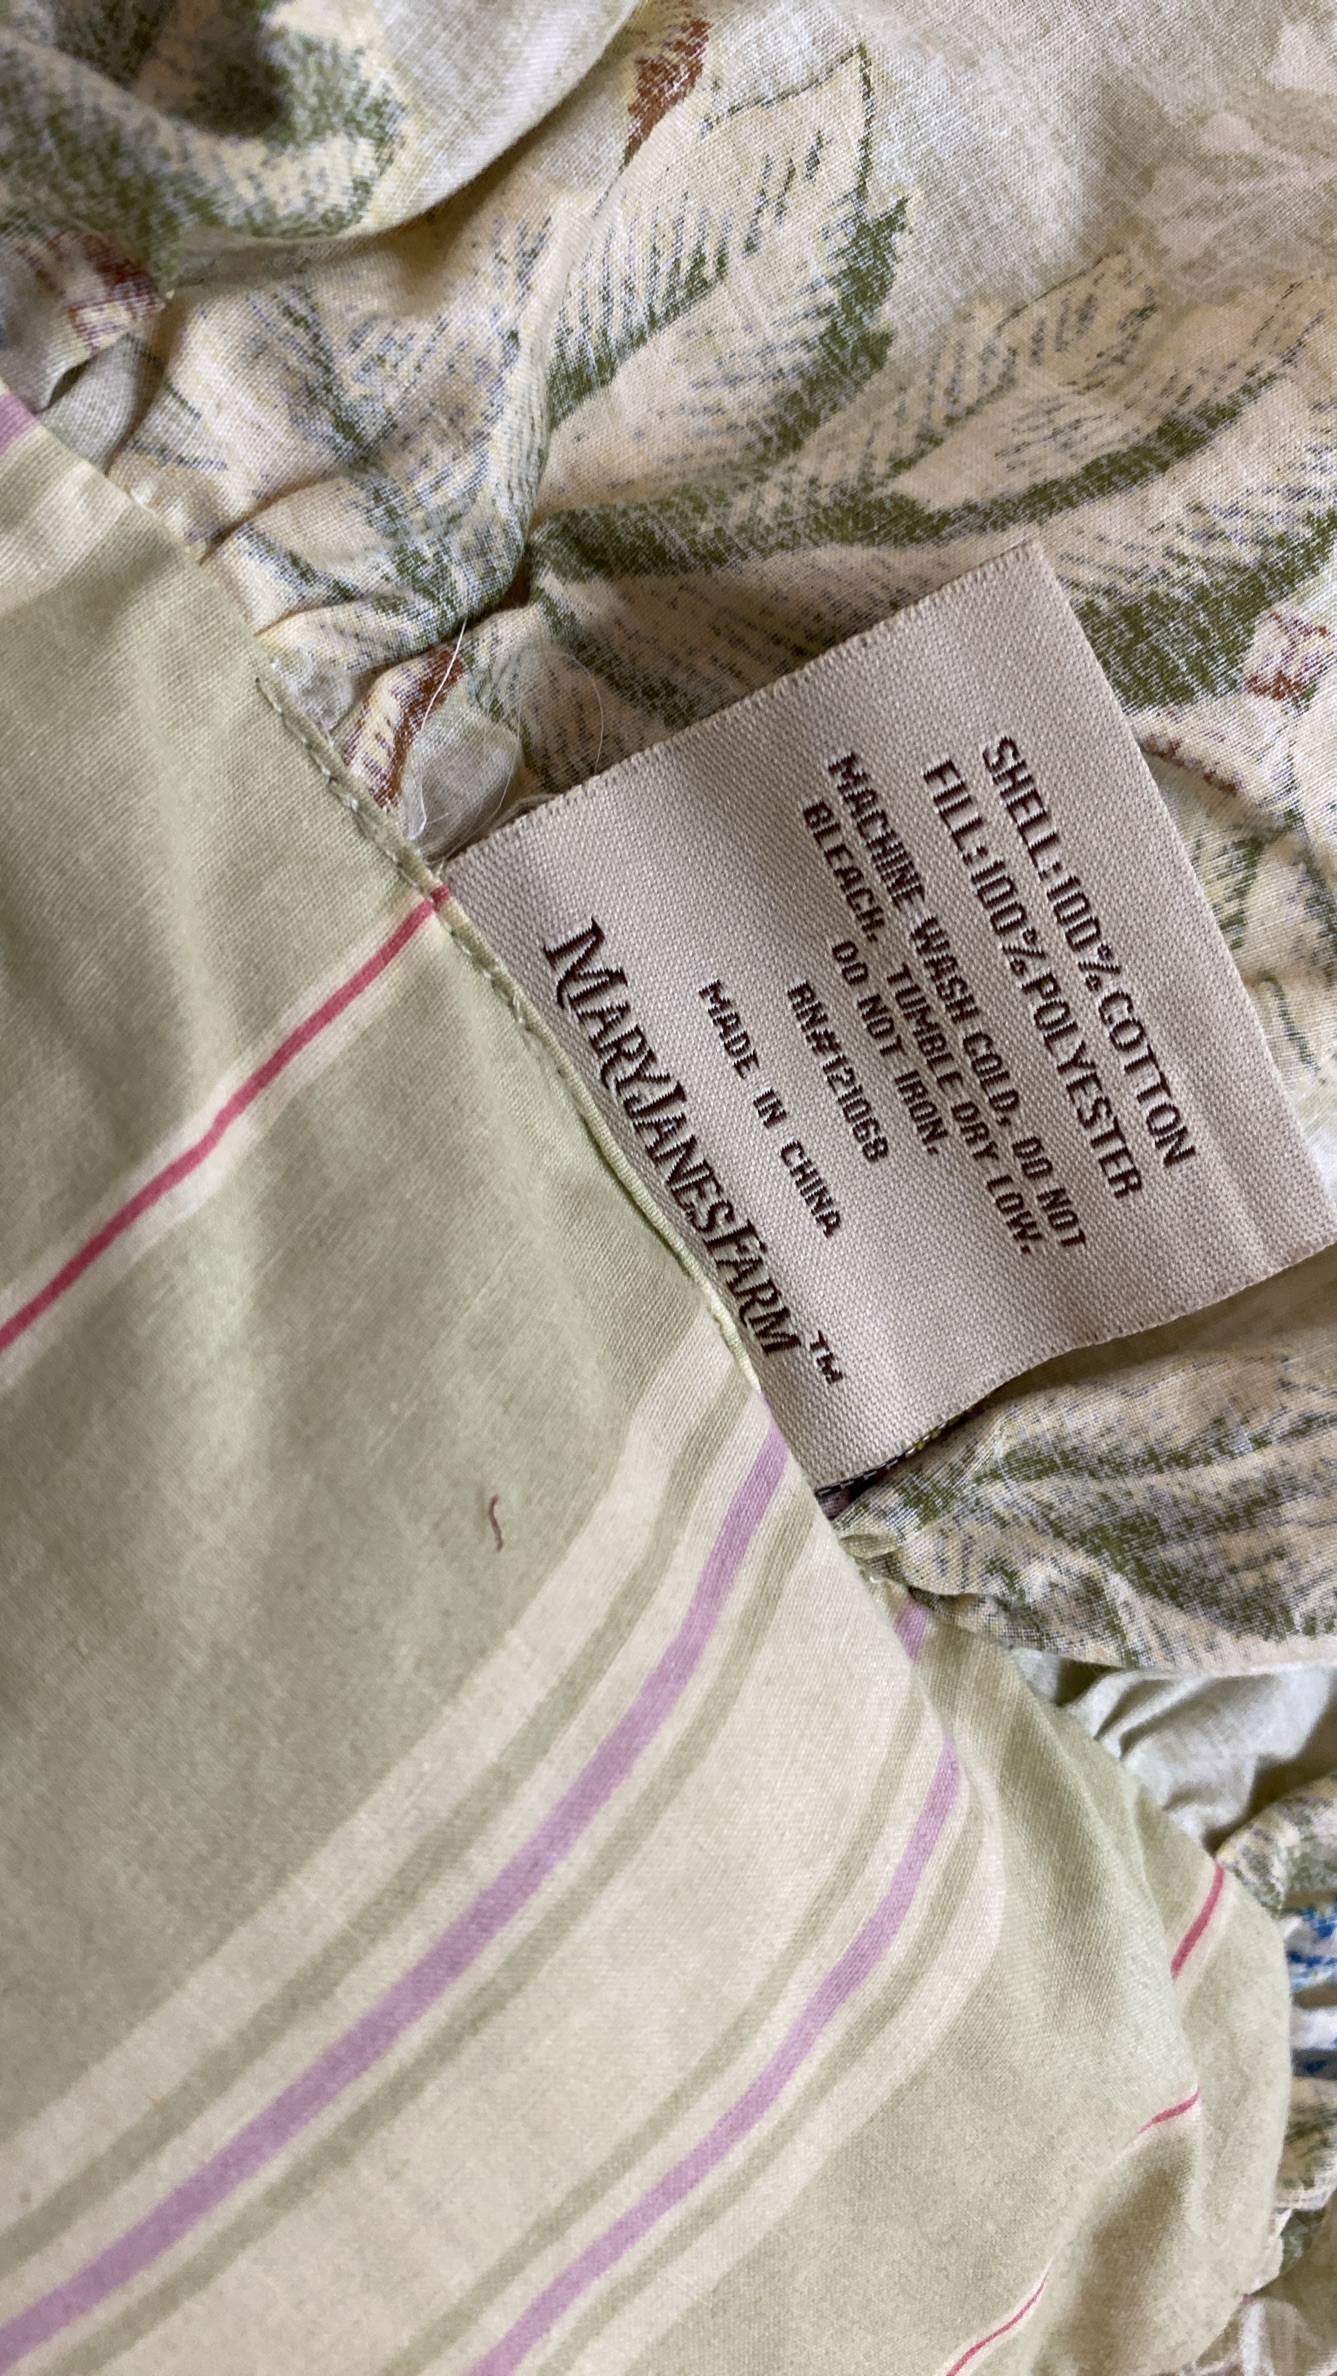 SHELL:100%COTTON
FILL:100%POLYESTER
MACHINE WASH COLD, DO NOT
BLEACH, TUMBLE DRY LOW.
DO NOT IRON.
RN#121069
MADE IN CHINA
MARYJANESFARM™